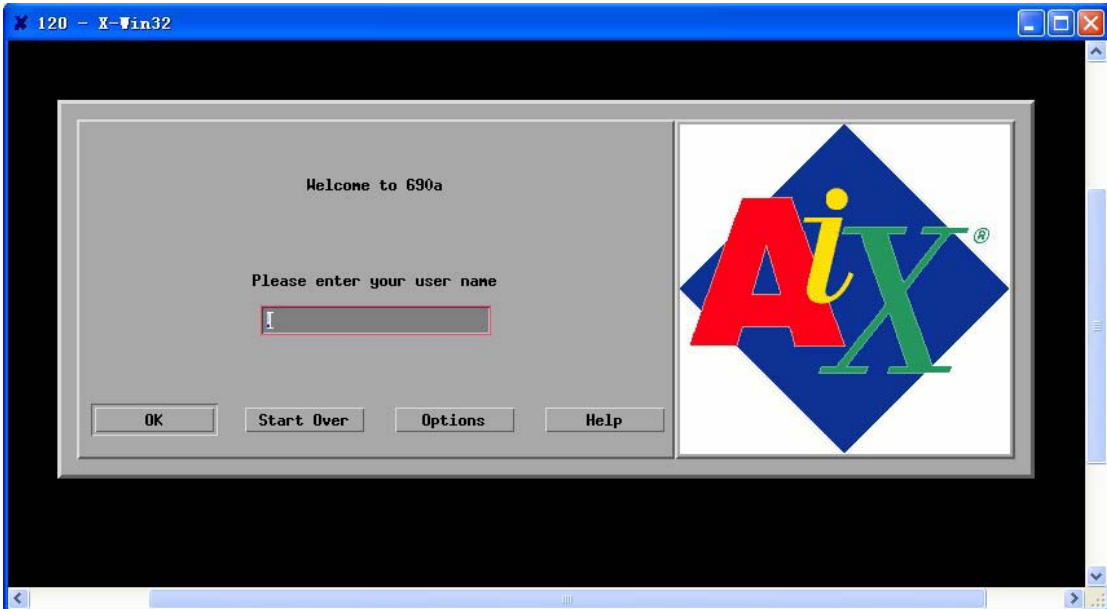 120 - X-Win32
Welcome to 690a
Please enter your user name
OK
Start Over
Options
Help
AiX®